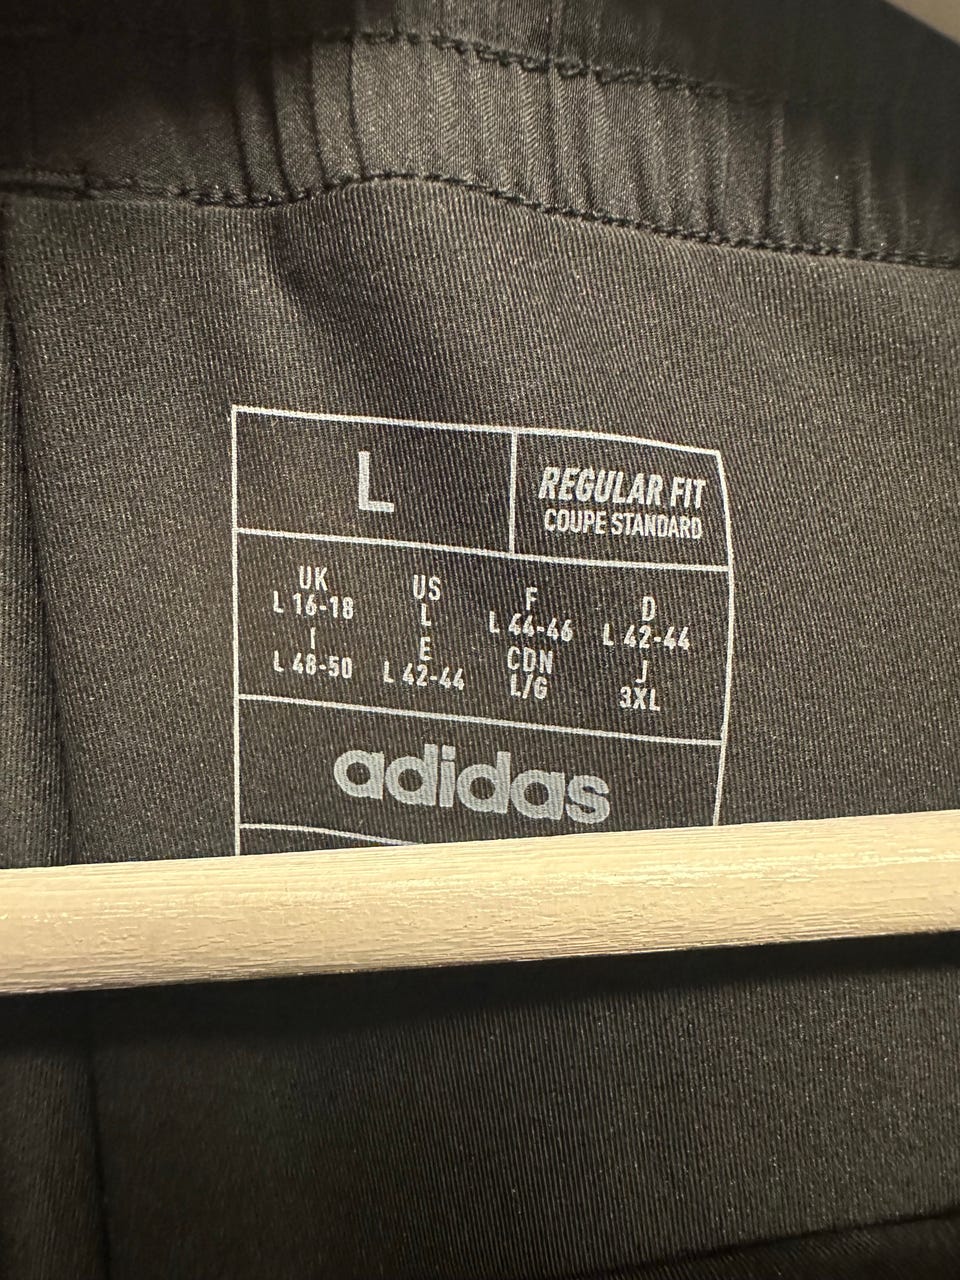 L
REGULAR FIT
COUPE STANDARD
UK US F D
L 16-18 L L 44-46 L 42-44
I E CDN J
L 48-50 L 42-44 L/G 3XL
adidas